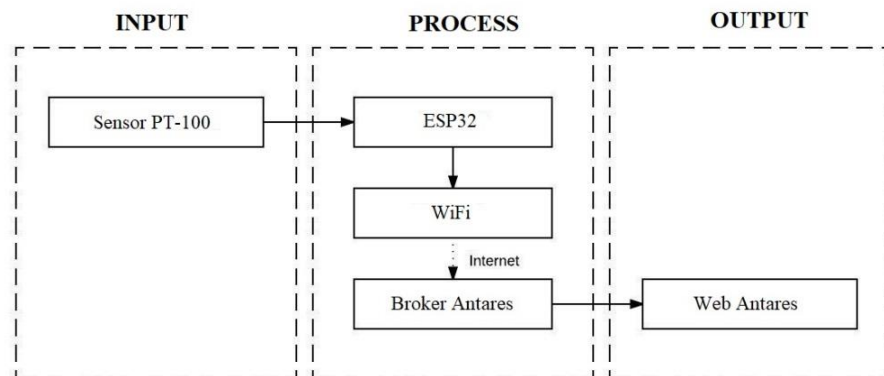 INPUT
PROCESS
OUTPUT
Sensor PT-100
ESP32
WiFi
Internet
Broker Antares
Web Antares